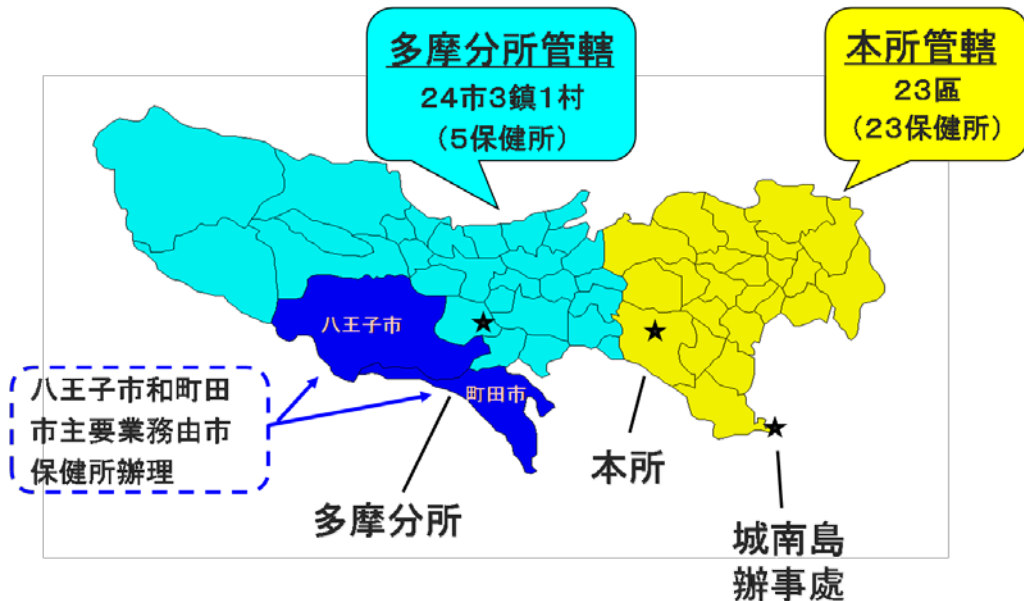 多摩分所管轄
24市3鎮1村
(5保健所)
本所管轄
23區
(23保健所)
八王子市
町田市
八王子市和町田
市主要業務由市
保健所辦理
多摩分所
本所
城南島
辦事處